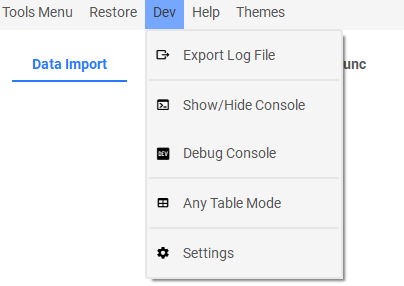 Tools Menu Restore Dev Help Themes
Data Import unc
Export Log File
Show/Hide Console
DEV Debug Console
Any Table Mode
Settings